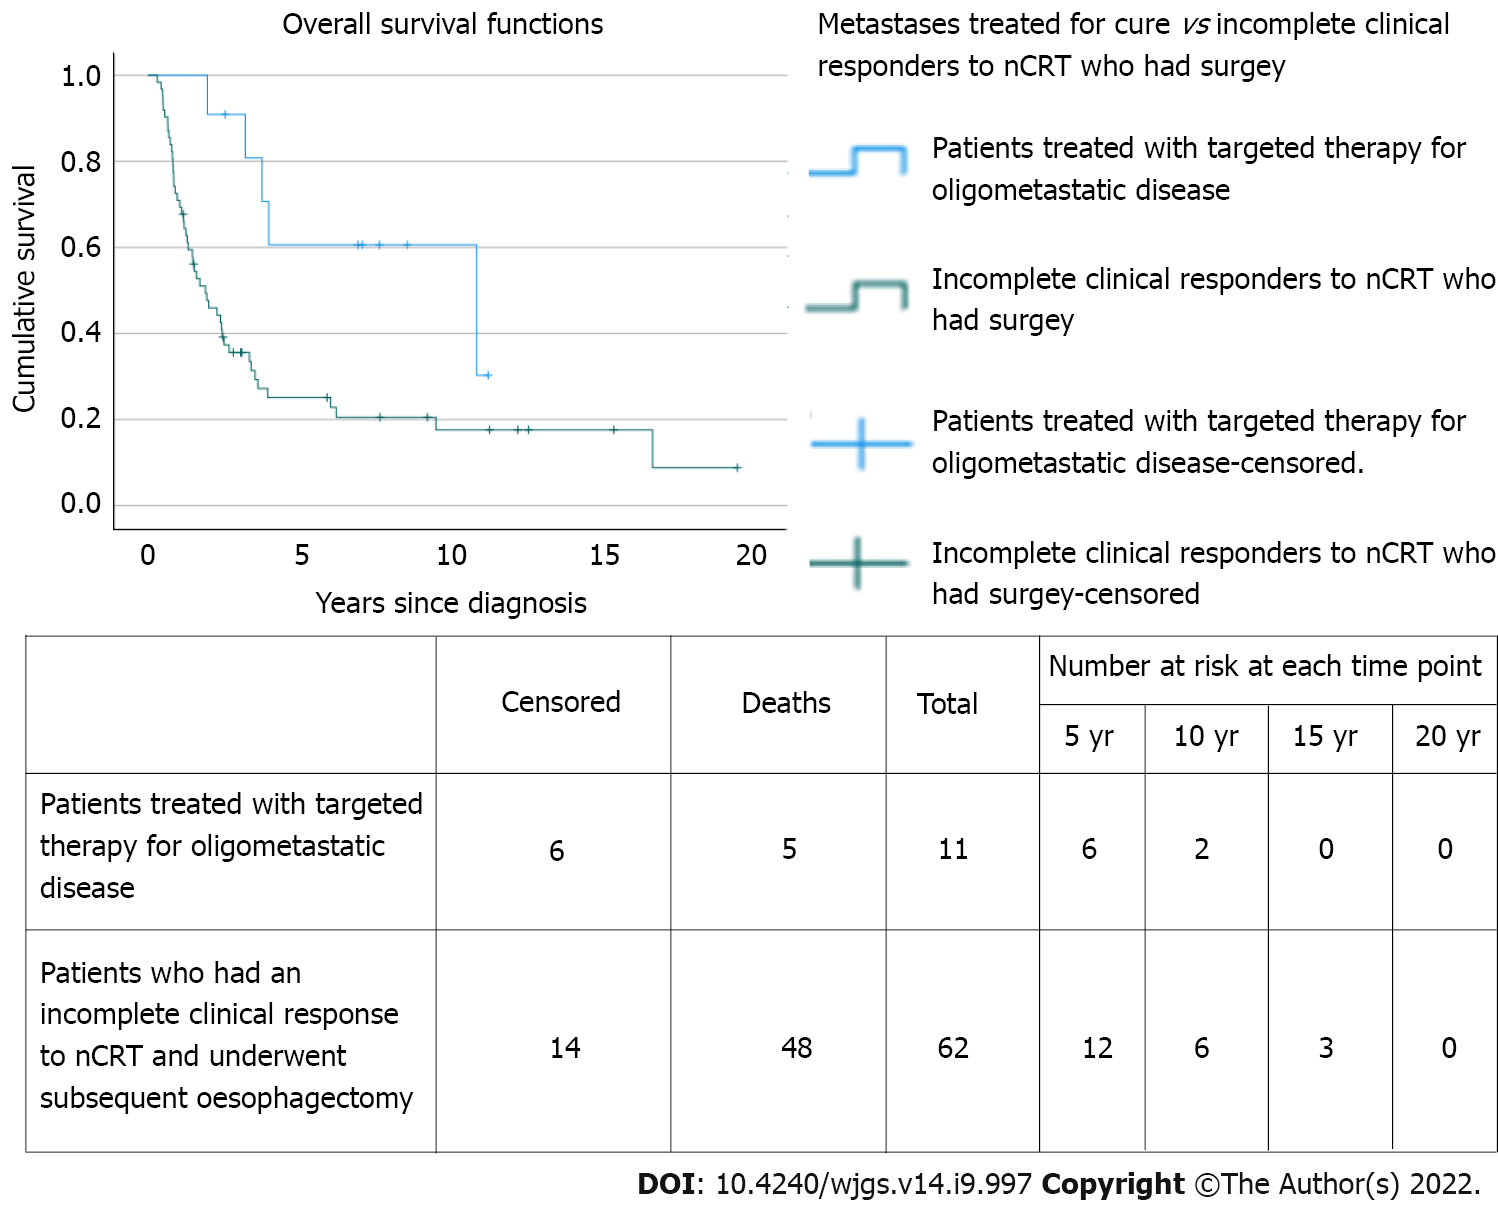 Overall survival functions
Metastases treated for cure vs incomplete clinical
responders to nCRT who had surgey
1.0
0.8
0.6
0.4
0.2
0.0
Cumulative survival
0 5 10 15 20
Years since diagnosis
Patients treated with targeted therapy for
oligometastatic disease
Incomplete clinical responders to nCRT who
had surgey
Patients treated with targeted therapy for
oligometastatic disease-censored.
Incomplete clinical responders to nCRT who
had surgey-censored
Censored Deaths Total
Number at risk at each time point
5 yr 10 yr 15 yr 20 yr
Patients treated with targeted
therapy for oligometastatic
disease
6 5 11 6 2 0 0
Patients who had an
incomplete clinical response
to nCRT and underwent
subsequent oesophagectomy
14 48 62 12 6 3 0
DOI: 10.4240/wjgs.v14.i9.997 Copyright ©The Author(s) 2022.